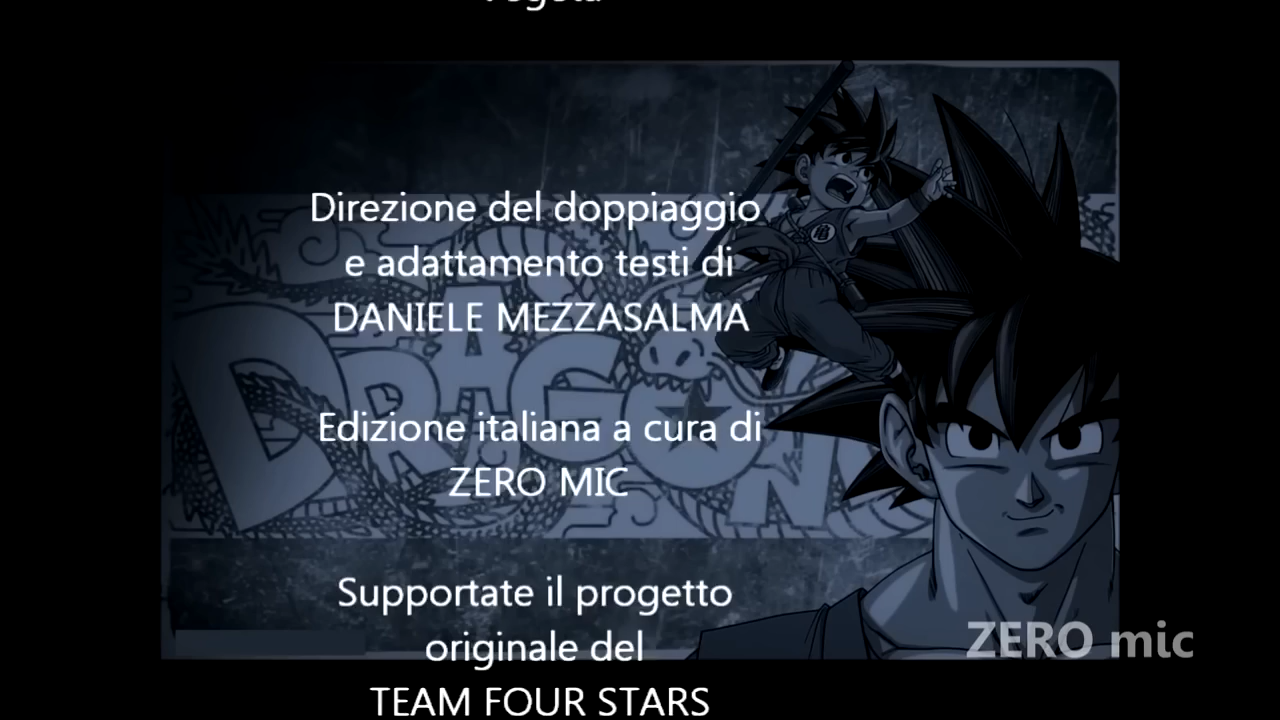 Direzione del doppiaggio
e adattamento testi di
DANIELE MEZZASALMA
Edizione italiana a cura di
ZERO MIC
Supportate il progetto
originale del
TEAM FOUR STARS
DRAGON
ZERO mic